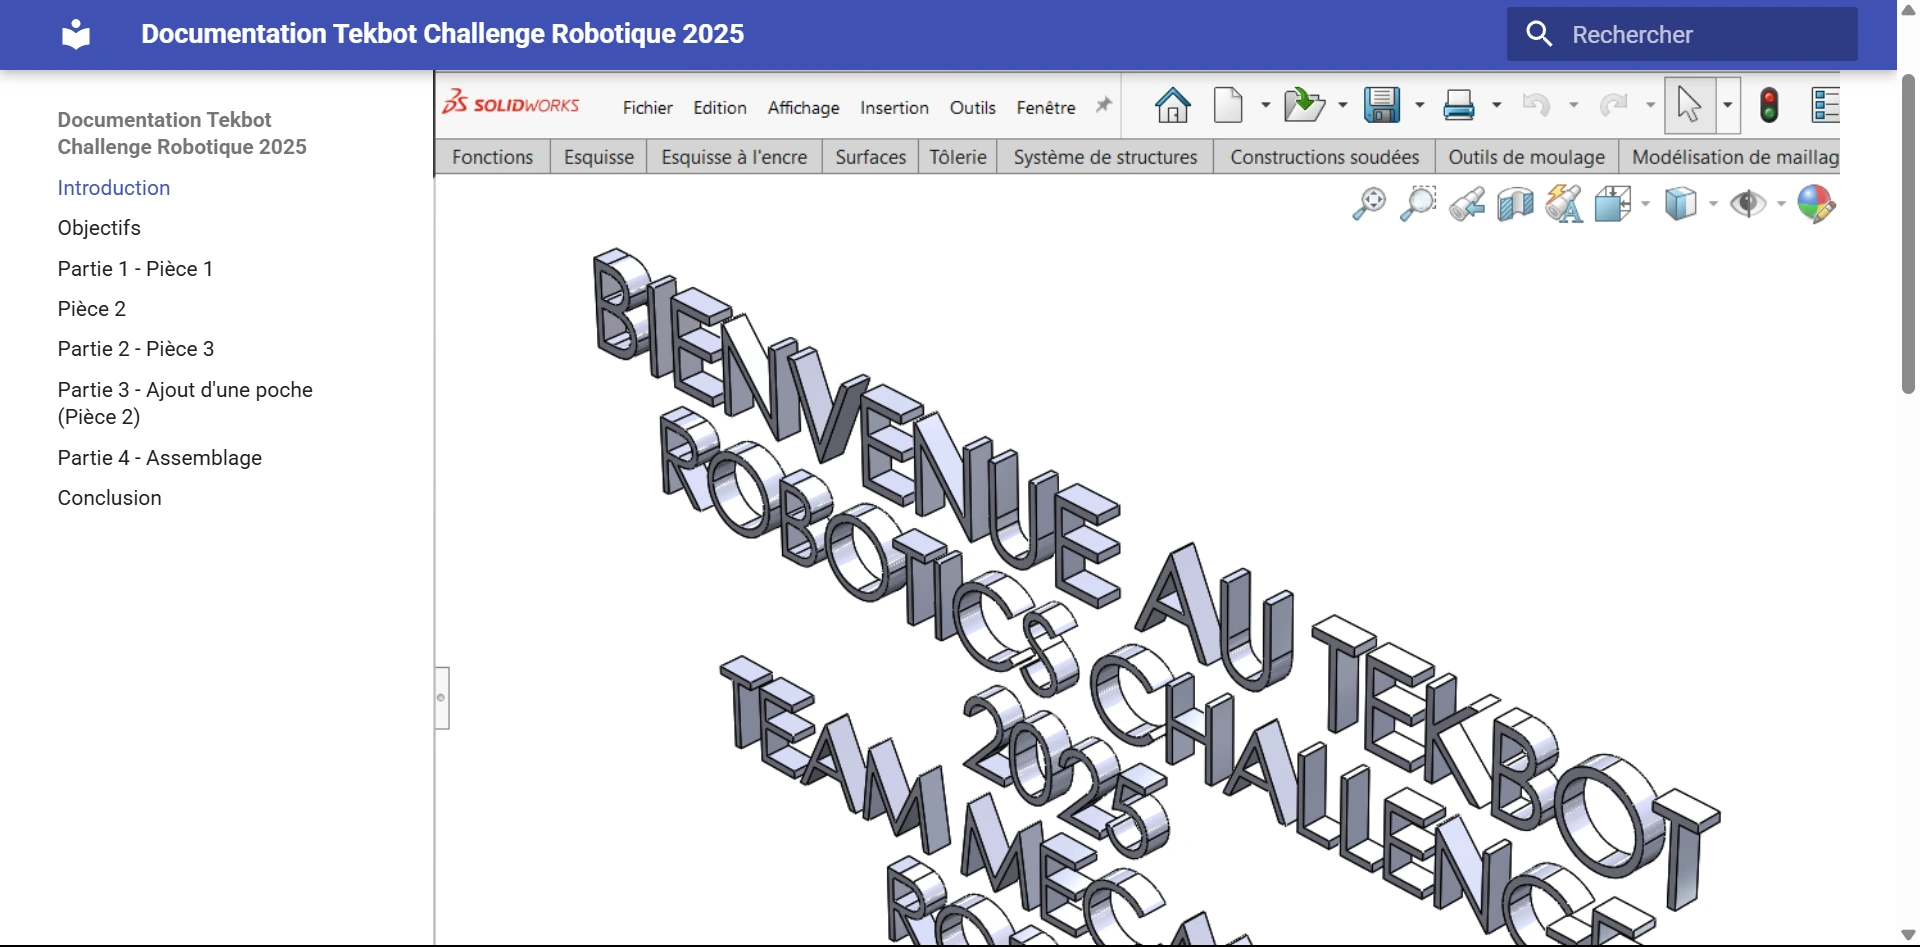 Documentation Tekbot Challenge Robotique 2025
Rechercher
Documentation Tekbot
Challenge Robotique 2025
Introduction
Objectifs
Partie 1 - Pièce 1
Pièce 2
Partie 2 - Pièce 3
Partie 3 - Ajout d'une poche
(Pièce 2)
Partie 4 - Assemblage
Conclusion
SOLIDWORKS
Fichier Edition Affichage Insertion Outils Fenêtre
Fonctions Esquisse Esquisse à l'encre Surfaces Tôlerie Système de structures Constructions soudées Outils de moulage Modélisation de maillag
BIENVENUE AU TEKBOT
ROBOTICS CHALLENGE
2025
TEAM MECA